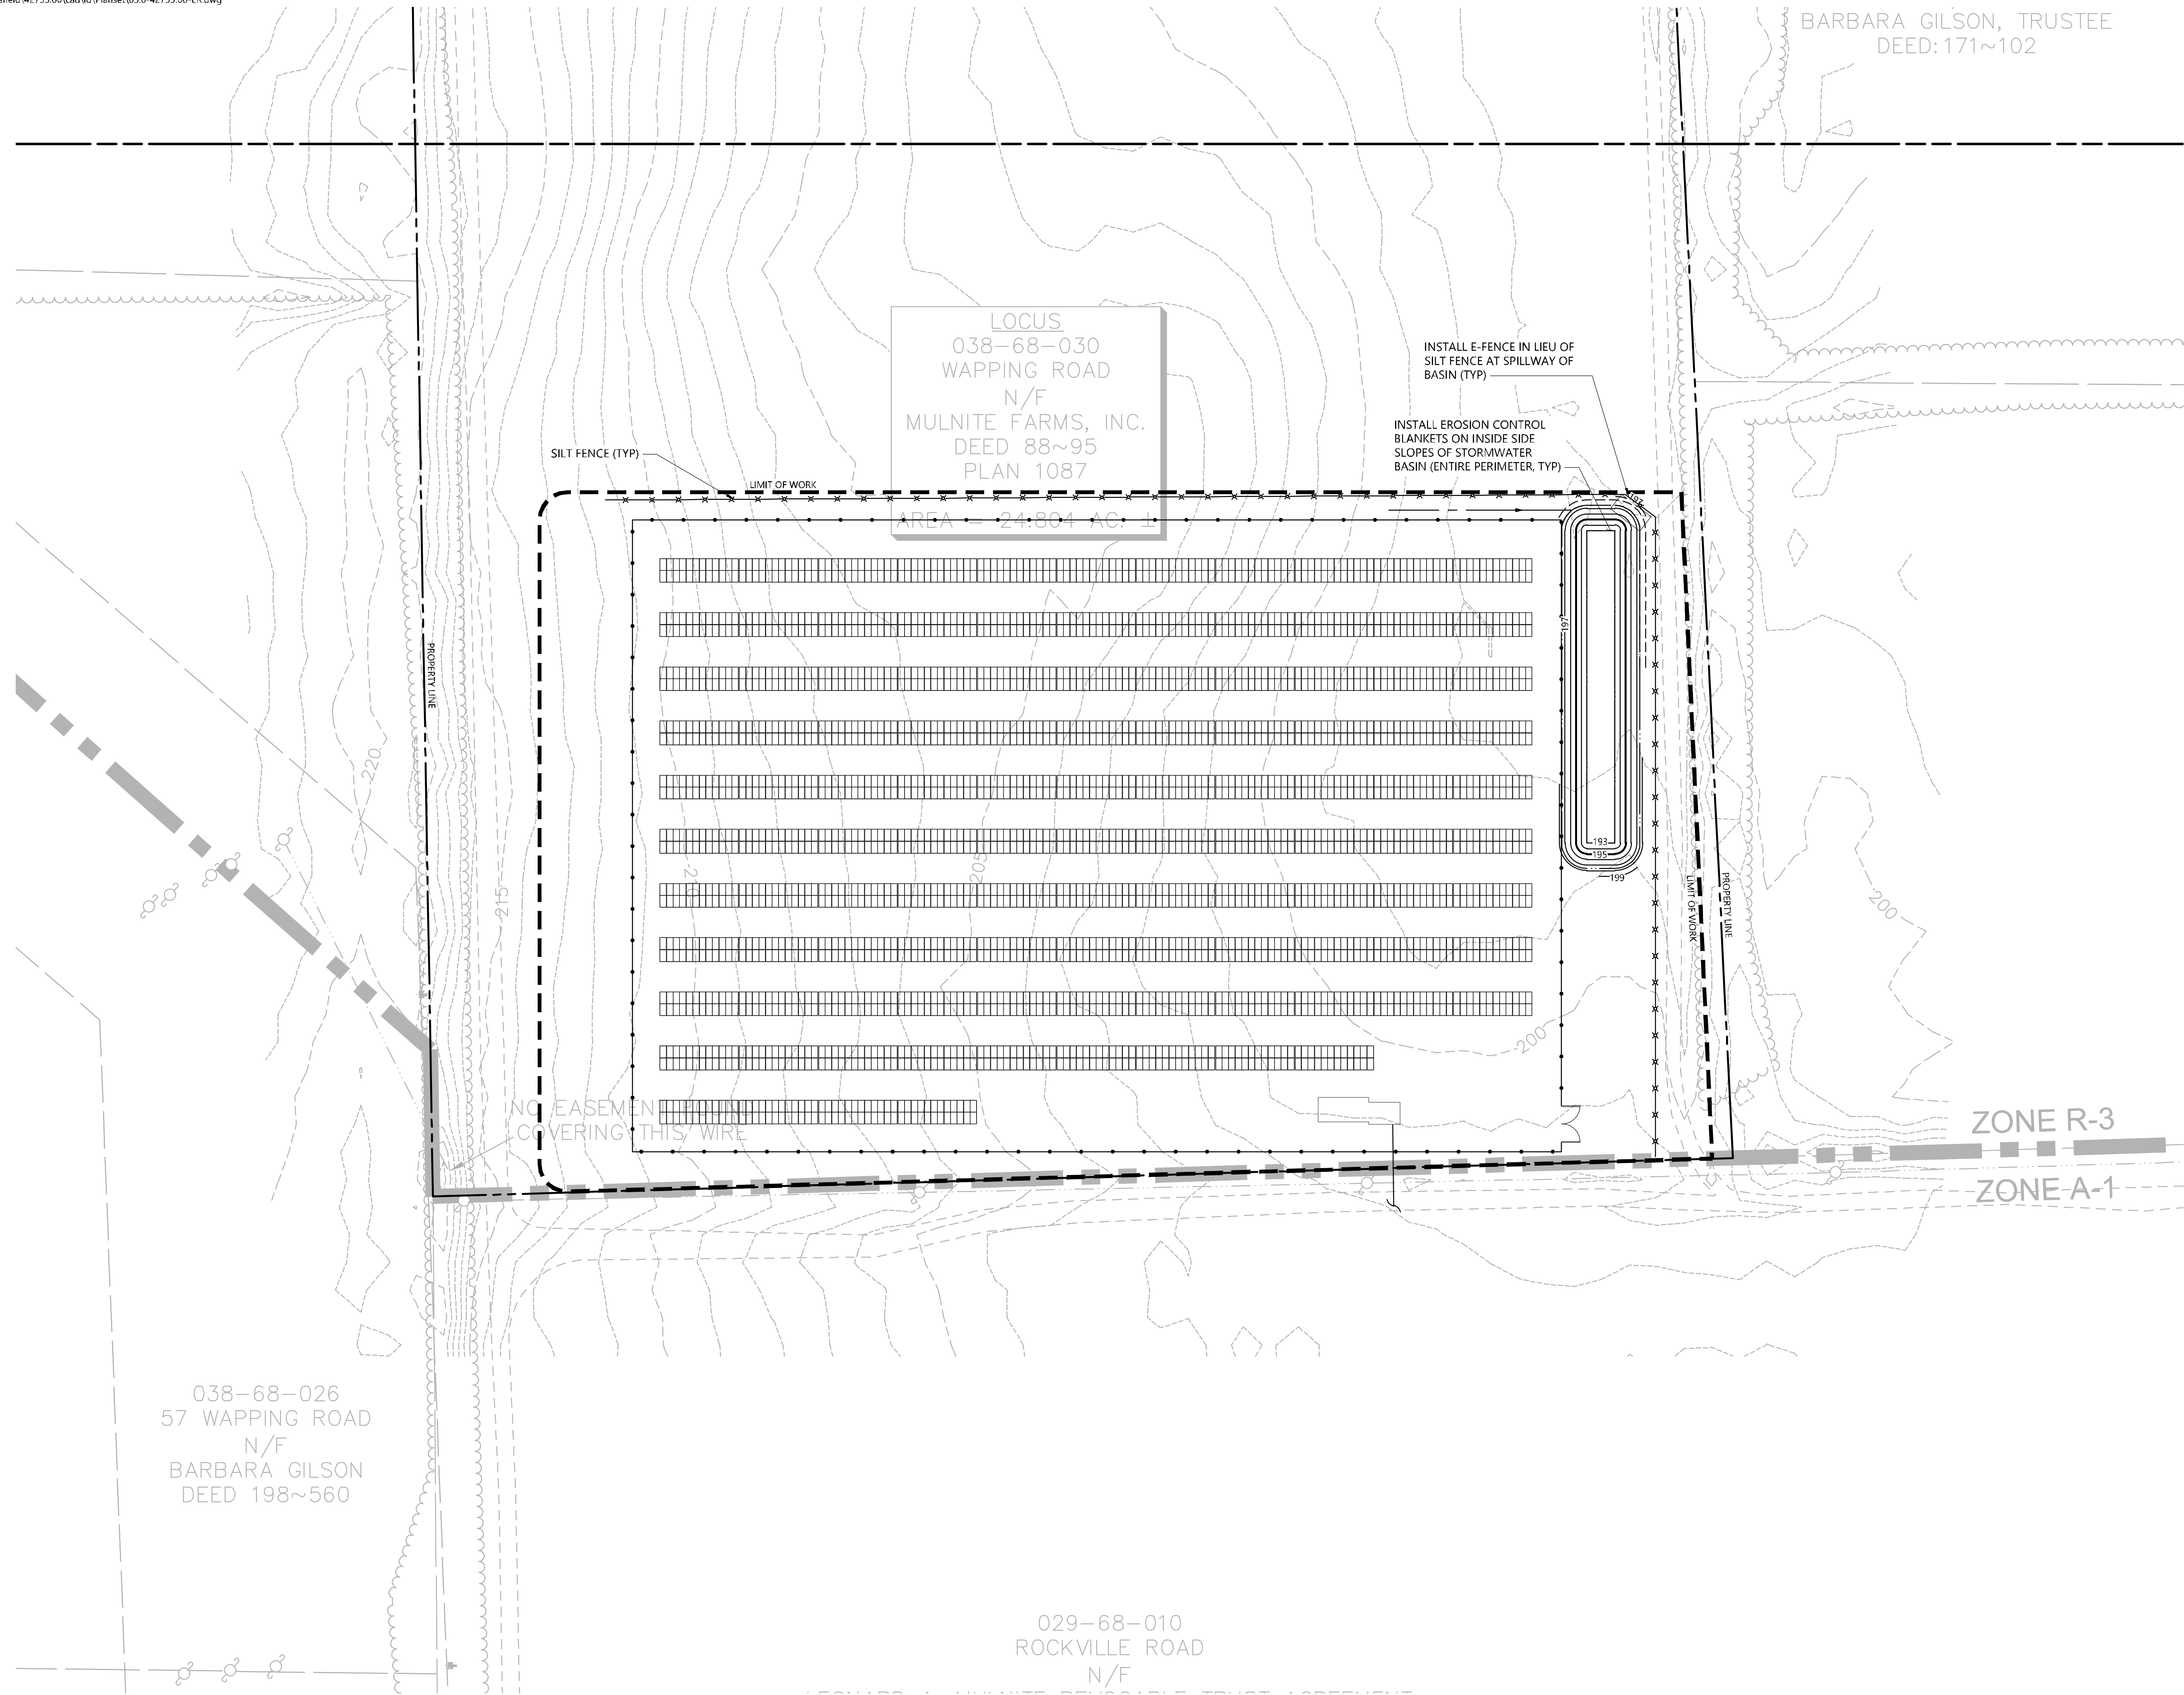 BARBARA GILSON, TRUSTEE
DEED: 171~102
LOCUS
038-68-030
WAPPING ROAD
N/F
MULNITE FARMS, INC.
DEED 88~95
PLAN 1087
AREA = 24.804 AC. ±
INSTALL E-FENCE IN LIEU OF
SILT FENCE AT SPILLWAY OF
BASIN (TYP)
INSTALL EROSION CONTROL
BLANKETS ON INSIDE SIDE
SLOPES OF STORMWATER
BASIN (ENTIRE PERIMETER, TYP)
SILT FENCE (TYP)
LIMIT OF WORK
197
197
PROPERTY LINE
220
215
210
205
193
195
199
LIMIT OF WORK
PROPERTY LINE
200
200
NO EASEMENT FOUND
COVERING THIS WIRE
ZONE R-3
ZONE A-1
038-68-026
57 WAPPING ROAD
N/F
BARBARA GILSON
DEED 198~560
029-68-010
ROCKVILLE ROAD
N/F